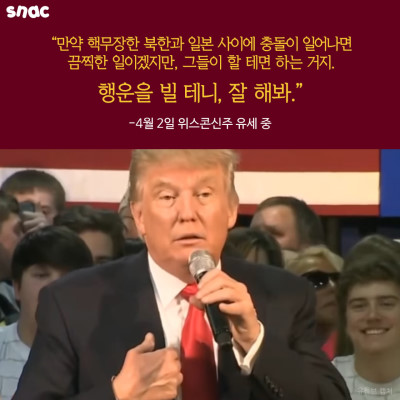 snac
“만약 핵무장한 북한과 일본 사이에 충돌이 일어나면
끔찍한 일이겠지만, 그들이 할 테면 하는 거지.
행운을 빌 테니, 잘 해봐.”
-4월 2일 위스콘신주 유세 중